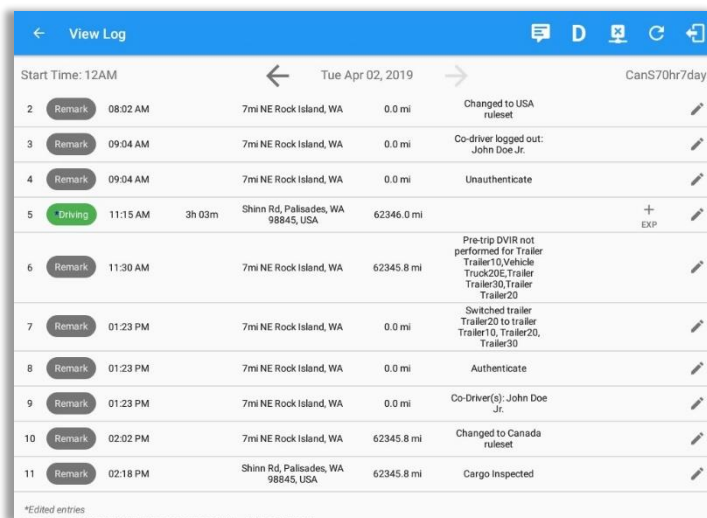 View Log
D
Start Time: 12AM
Tue Apr 02, 2019
CanS70hr7day
2 Remark 08:02 AM 7mi NE Rock Island, WA 0.0 mi Changed to USA
ruleset
3 Remark 09:04 AM 7mi NE Rock Island, WA 0.0 mi Co-driver logged out:
John Doe Jr.
4 Remark 09:04 AM 7mi NE Rock Island, WA 0.0 mi Unauthenticate
5 *Driving 11:15 AM 3h 03m Shinn Rd, Palisades, WA
98845, USA
62346.0 mi
+
EXP
6 Remark 11:30 AM 7mi NE Rock Island, WA 62345.8 mi
Pre-trip DVIR not
performed for Trailer
Trailer10,Vehicle
Truck20E,Trailer
Trailer30,Trailer
Trailer20
7 Remark 01:23 PM 7mi NE Rock Island, WA 0.0 mi
Switched trailer
Trailer20 to trailer
Trailer10, Trailer20,
Trailer30
8 Remark 01:23 PM 7mi NE Rock Island, WA 0.0 mi Authenticate
9 Remark 01:23 PM 7mi NE Rock Island, WA 0.0 mi Co-Driver(s): John Doe
Jr.
10 Remark 02:02 PM 7mi NE Rock Island, WA 62345.8 mi Changed to Canada
ruleset
11 Remark 02:18 PM Shinn Rd, Palisades, WA
98845, USA
62345.8 mi Cargo Inspected
*Edited entries